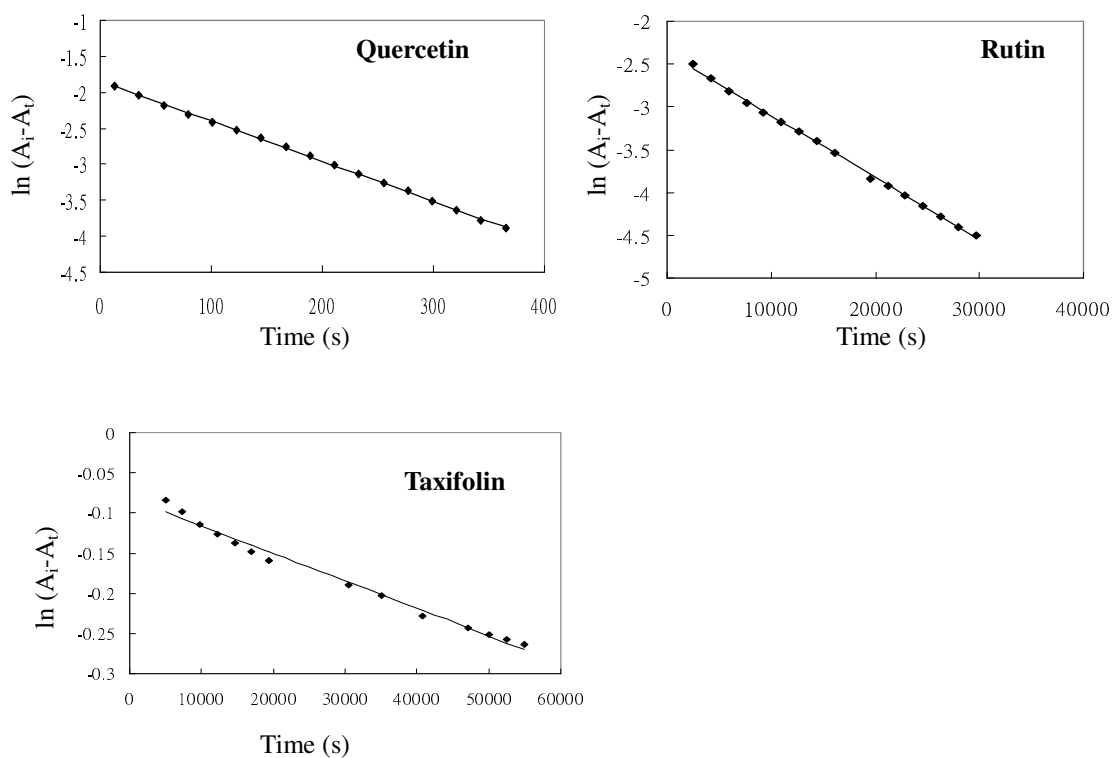 Quercetin
ln (Ai-At)
-1
-1.5
-2
-2.5
-3
-3.5
-4
-4.5
0 100 200 300 400
Time (s)
Rutin
ln (Ai-At)
-2
-2.5
-3
-3.5
-4
-4.5
-5
0 10000 20000 30000 40000
Time (s)
Taxifolin
ln (Ai-At)
0
-0.05
-0.1
-0.15
-0.2
-0.25
-0.3
0 10000 20000 30000 40000 50000 60000
Time (s)